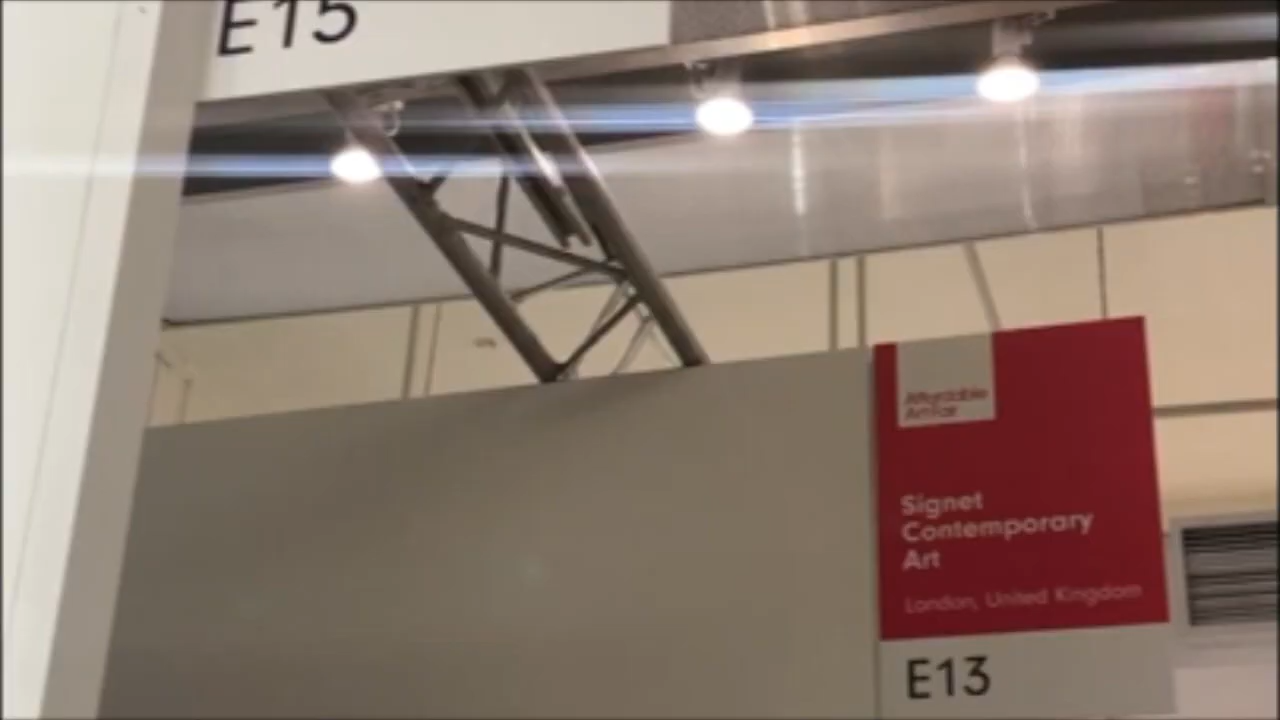 E15
Affordable
Art Fair
Signet
Contemporary
Art
London, United Kingdom
E13